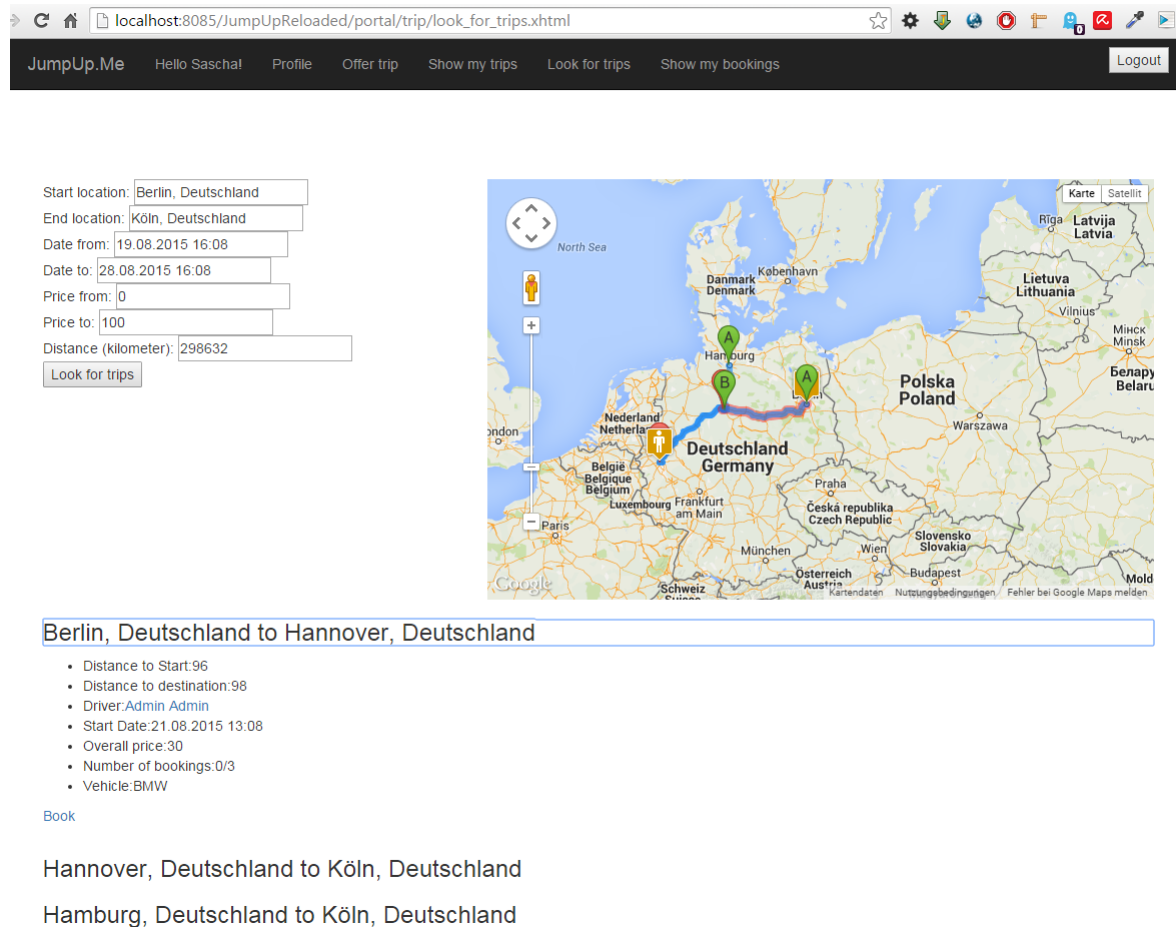 localhost:8085/JumpUpReloaded/portal/trip/look_for_trips.xhtml
0
JumpUp.Me Hello Sascha! Profile Offer trip Show my trips Look for trips Show my bookings Logout
Start location: Berlin, Deutschland
End location: Köln, Deutschland
Date from: 19.08.2015 16:08
Date to: 28.08.2015 16:08
Price from: 0
Price to: 100
Distance (kilometer): 298632
Look for trips
Karte Satellit
North Sea
Rīga Latvija
Latvia
København
Danmark
Denmark
Lietuva
Lithuania
Vilnius
Мінск
Minsk
A
Hamburg
Белару
Belaru
B
A
Polska
Poland
Nederland
Netherla
Warszawa
ondon
Deutschland
Germany
België
Belgique
Belgium
Praha
Luxembourg
Frankfurt
am Main
Česká republika
Czech Republic
Paris
Slovensko
Slovakia
München
Wien
Österreich
Austria
Budapest
Mold
Schweiz
Google
Kartendaten Nutzungsbedingungen Fehler bei Google Maps melden
Berlin, Deutschland to Hannover, Deutschland
• Distance to Start:96
• Distance to destination:98
• Driver:Admin Admin
• Start Date:21.08.2015 13:08
• Overall price:30
• Number of bookings:0/3
• Vehicle:BMW
Book
Hannover, Deutschland to Köln, Deutschland
Hamburg, Deutschland to Köln, Deutschland